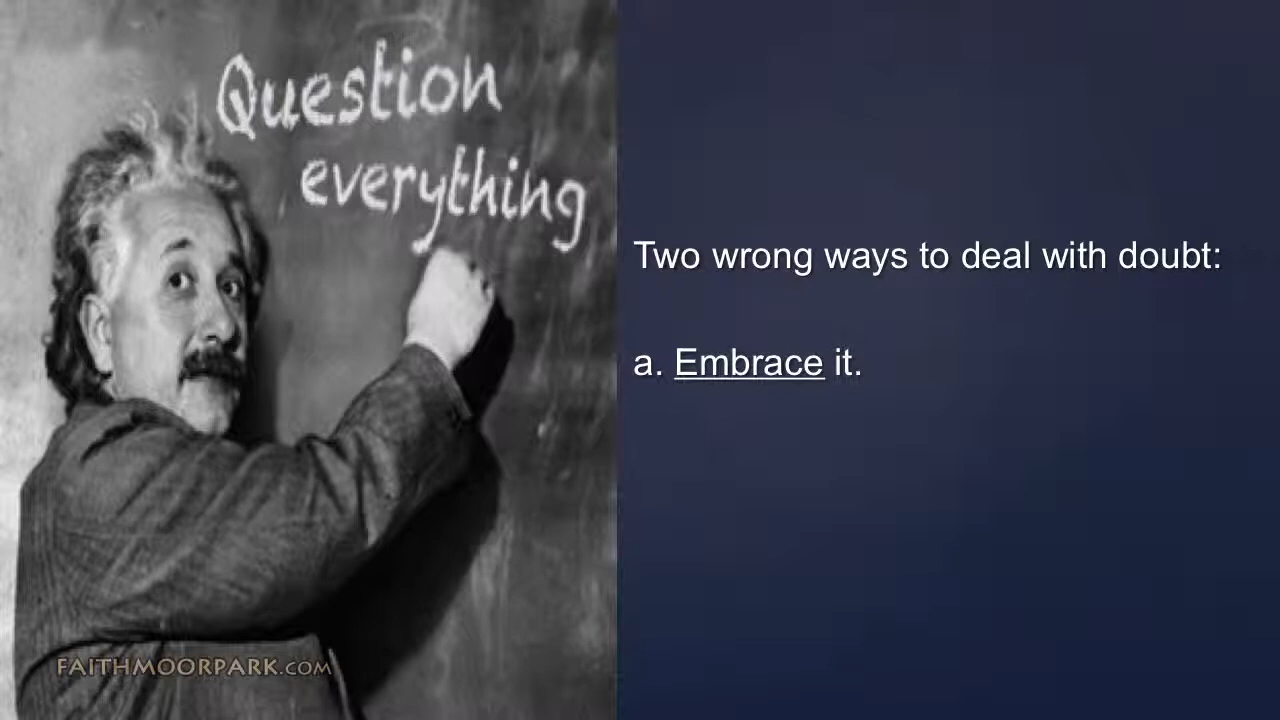 Question
everything
Two wrong ways to deal with doubt:
a. Embrace it.
FAITHMOORPARK.COM